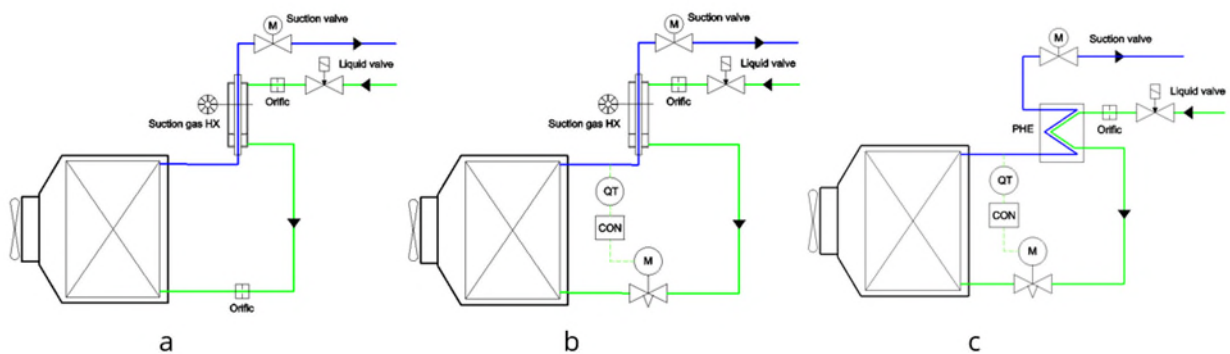 M
Suction valve
Liquid valve
Orific
Suction gas HX
Orific
a
M
Suction valve
Liquid valve
Orific
Suction gas HX
QT
CON
M
b
M
Suction valve
Liquid valve
PHE
Orific
QT
CON
M
c